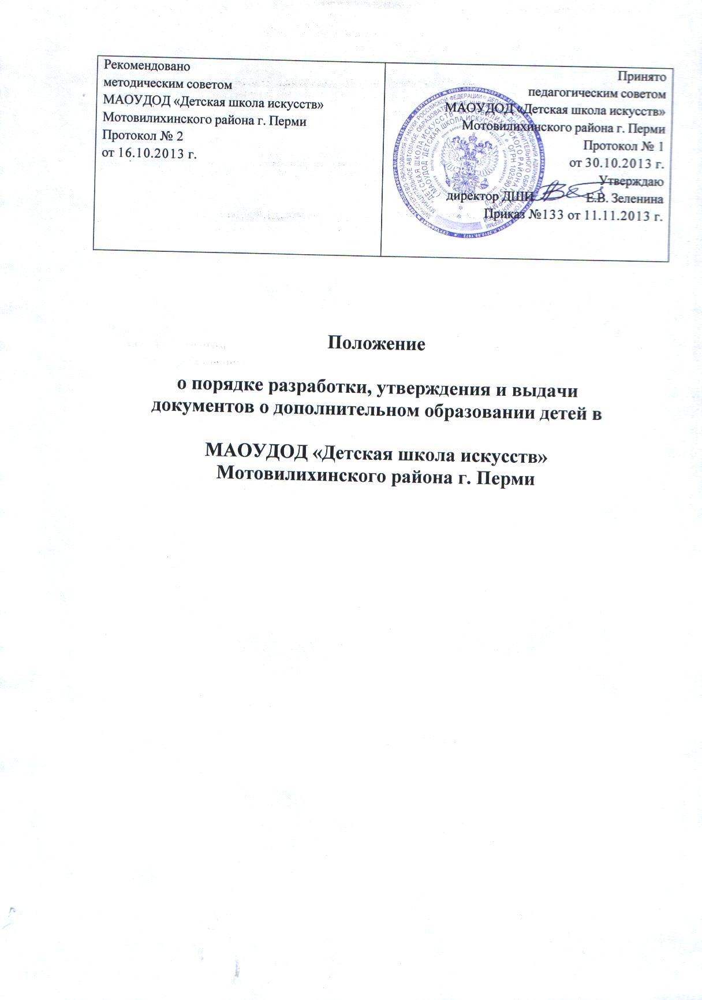 Рекомендовано
методическим советом
МАОУДОД «Детская школа искусств»
Мотовилихинского района г. Перми
Протокол № 2
от 16.10.2013 г.
Принято
педагогическим советом
МАОУДОД «Детская школа искусств»
Мотовилихинского района г. Перми
Протокол № 1
от 30.10.2013 г.
Утверждаю
директор ДШИ Е.В. Зеленина
Приказ №133 от 11.11.2013 г.
Положение
о порядке разработки, утверждения и выдачи
документов о дополнительном образовании детей в
МАОУДОД «Детская школа искусств»
Мотовилихинского района г. Перми